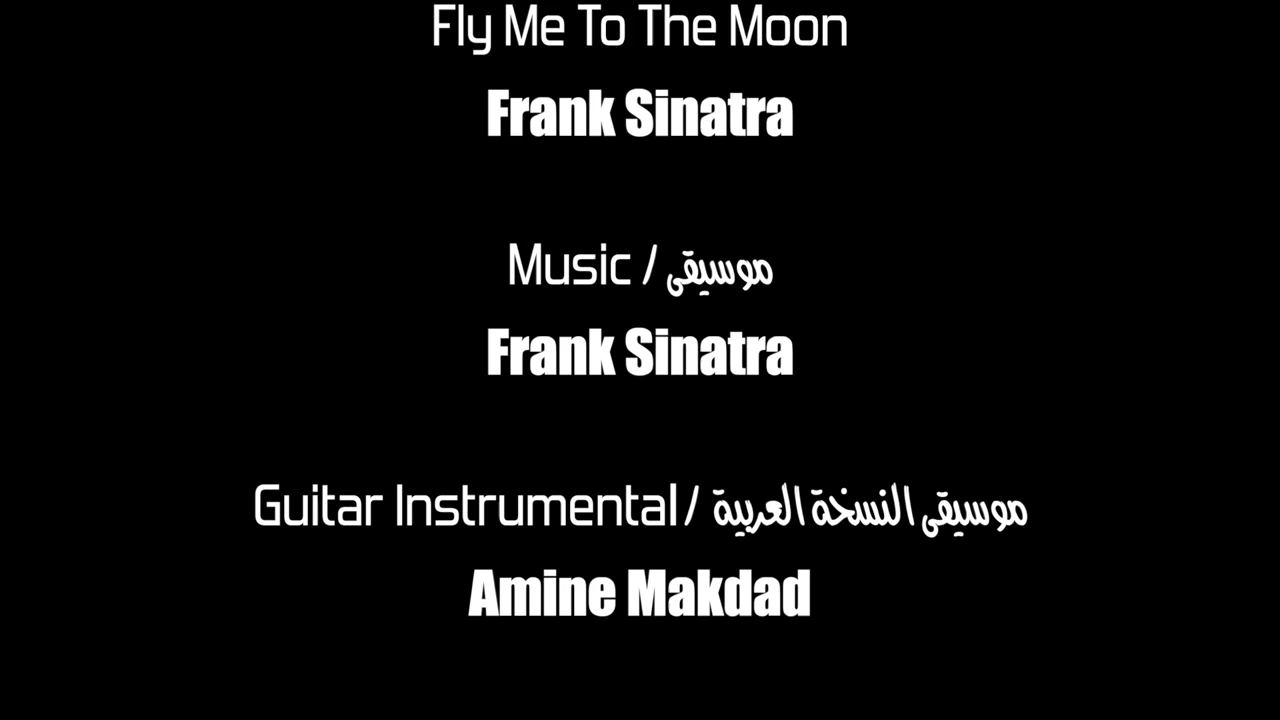 Fly Me To The Moon
Frank Sinatra
Music / موسيقى
Frank Sinatra
Guitar Instrumental / موسيقى النسخة العربية
Amine Makdad